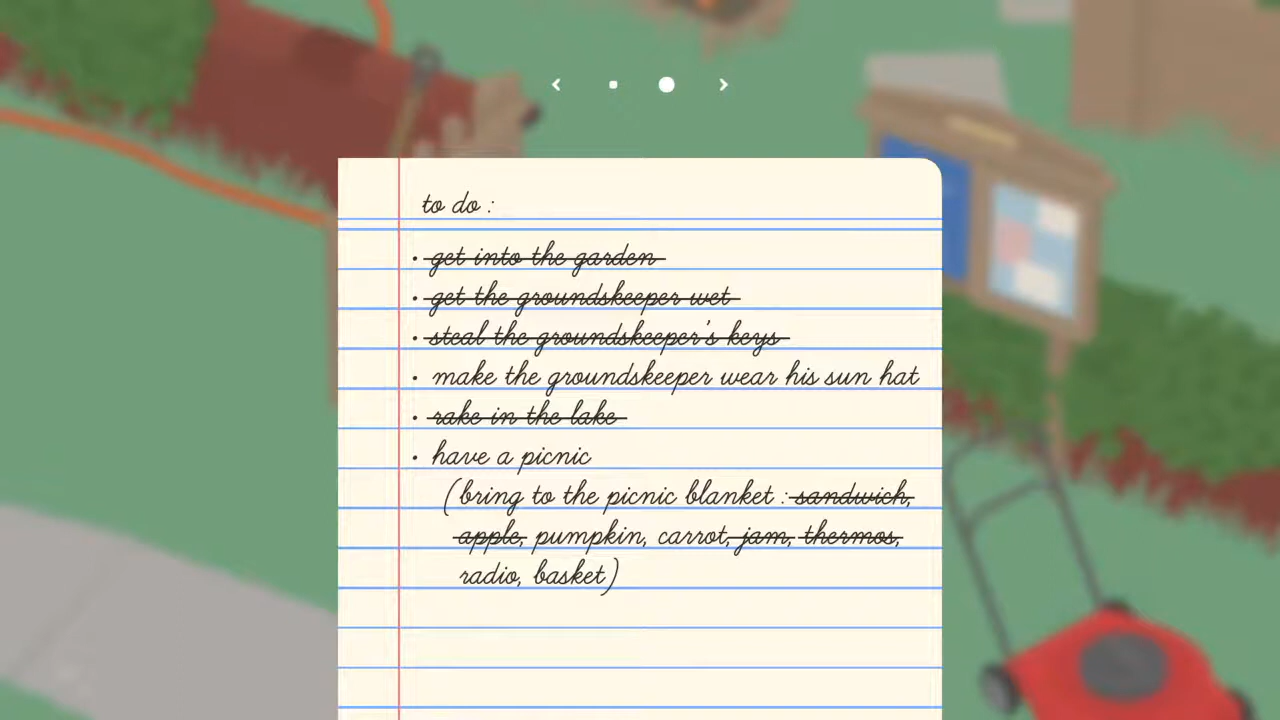 to do :
• get into the garden
• get the groundskeeper wet
• steal the groundskeeper's keys
• make the groundskeeper wear his sun hat
• rake in the lake
• have a picnic
(bring to the picnic blanket : sandwich,
apple, pumpkin, carrot, jam, thermos,
radio, basket)